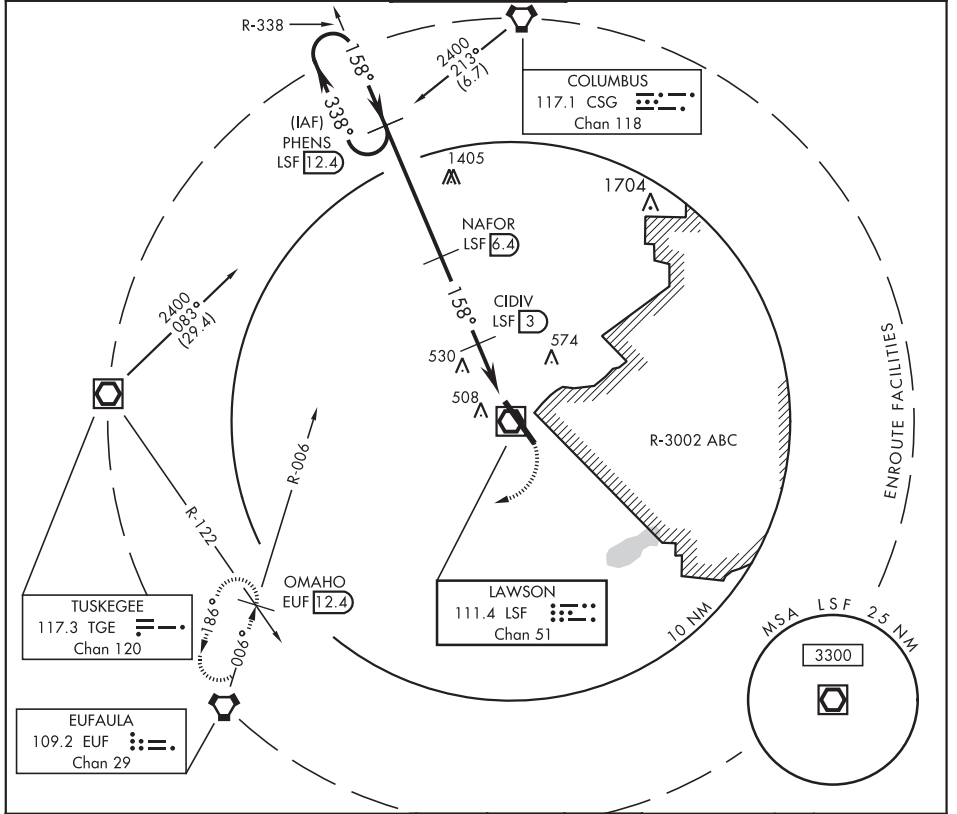 R-338
158°
338°
2400
213°
(6.7)
COLUMBUS
117.1 CSG
Chan 118
(IAF)
PHENS
LSF 12.4
1405
1704
NAFOR
LSF 6.4
158°
CIDIV
LSF 3
530
574
508
2400
083°
(29.4)
R-3002 ABC
ENROUTE FACILITIES
R-006
R-122
OMAHO
EUF 12.4
186°
006°
TUSKEGEE
117.3 TGE
Chan 120
LAWSON
111.4 LSF
Chan 51
10 NM
MSA LSF 25 NM
3300
EUFAULA
109.2 EUF
Chan 29